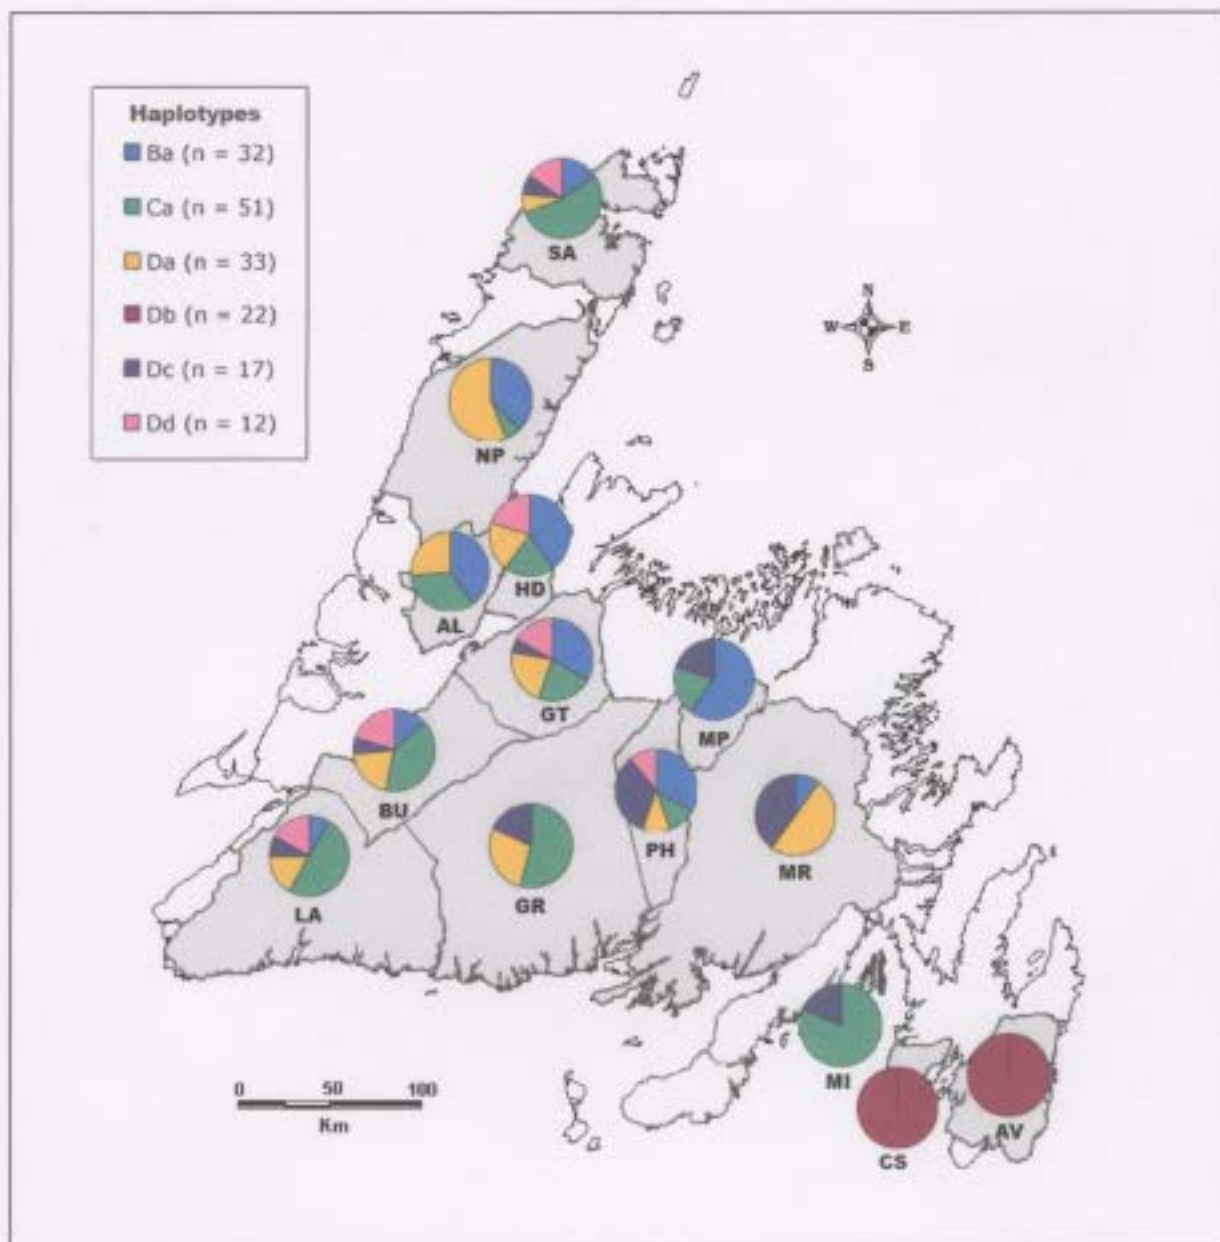 Haplotypes
Ba (n = 32)
Ca (n = 51)
Da (n = 33)
Db (n = 22)
Dc (n = 17)
Dd (n = 12)
SA
N
W E
S
NP
HD
AL
GT
MP
BU
PH
MR
LA
GR
MI
0 50 100
Km
AV
CS